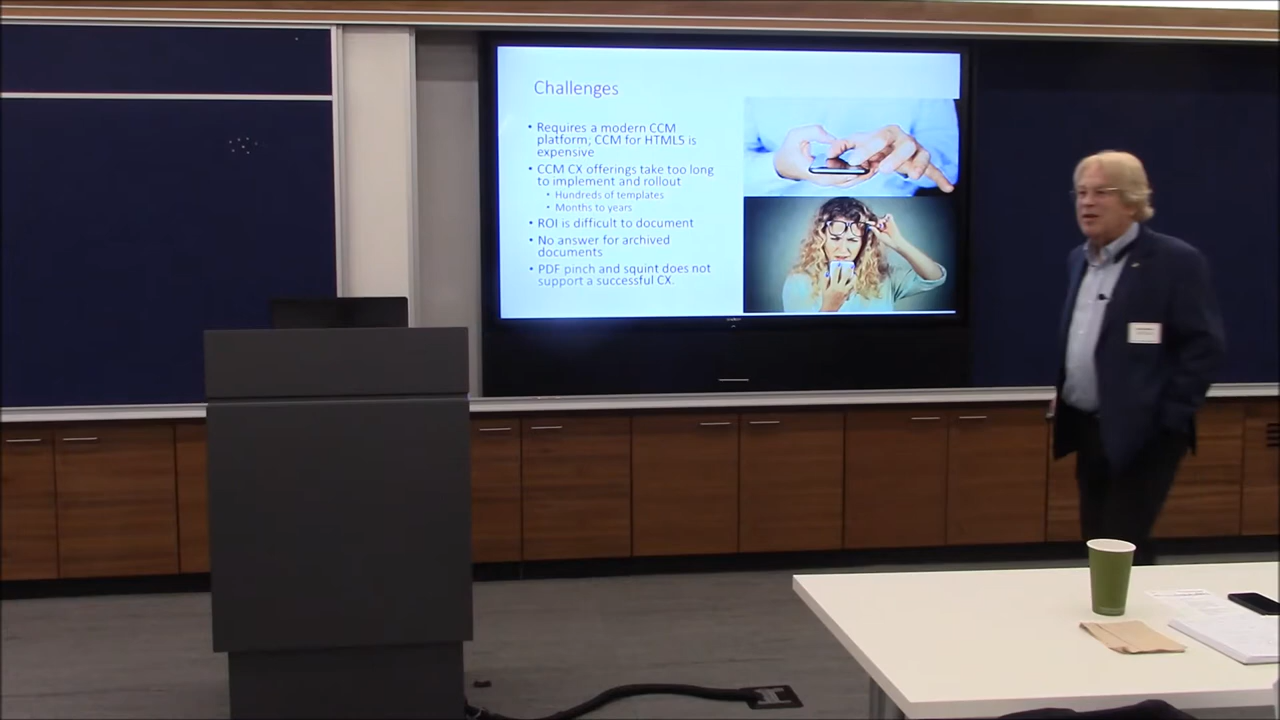 Challenges
• Requires a modern CCM
platform; CCM for HTML5 is
expensive
• CCM CX offerings take too long
to implement and rollout
• Hundreds of templates
• Months to years
• ROI is difficult to document
• No answer for archived
documents
• PDF pinch and squint does not
support a successful CX.